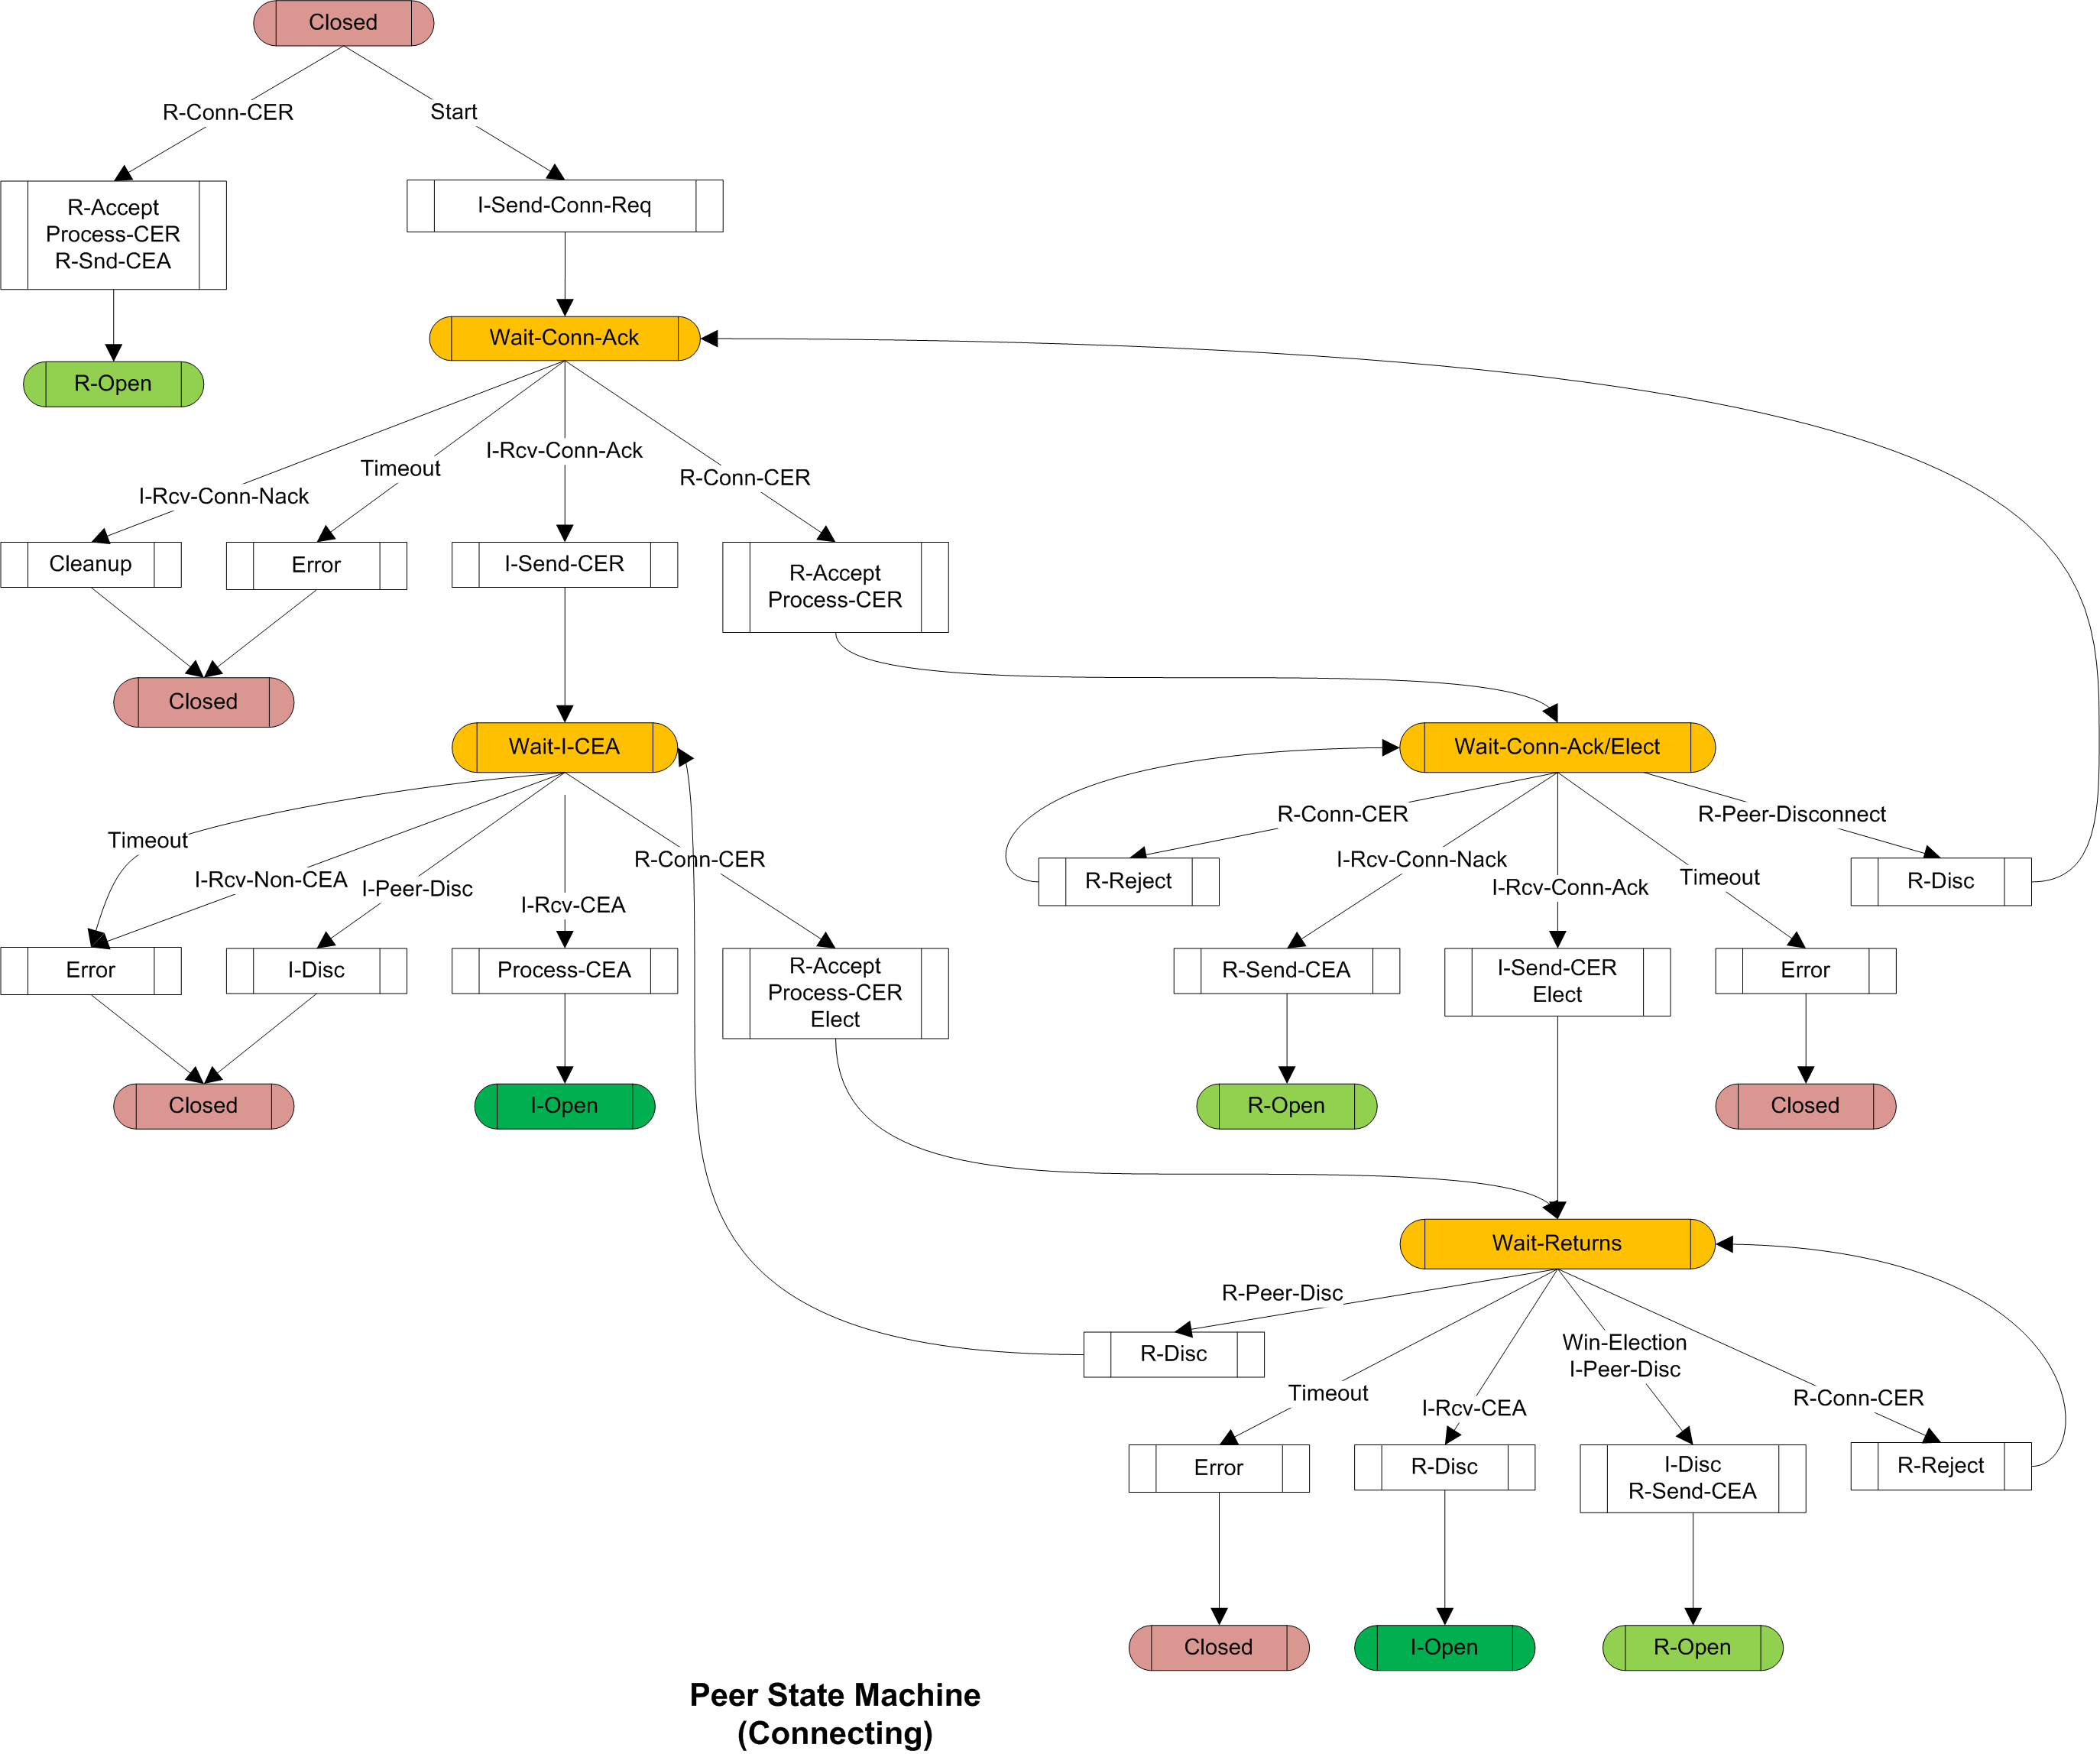 Closed
R-Conn-CER
Start
R-Accept
Process-CER
R-Snd-CEA
I-Send-Conn-Req
Wait-Conn-Ack
R-Open
I-Rcv-Conn-Ack
Timeout
R-Conn-CER
I-Rcv-Conn-Nack
Cleanup
Error
I-Send-CER
R-Accept
Process-CER
Closed
Wait-I-CEA
Wait-Conn-Ack/Elect
Timeout
I-Rcv-Non-CEA
I-Peer-Disc
I-Rcv-CEA
R-Conn-CER
R-Conn-CER
R-Peer-Disconnect
I-Rcv-Conn-Nack
I-Rcv-Conn-Ack
Timeout
R-Reject
R-Disc
Error
I-Disc
Process-CEA
R-Accept
Process-CER
Elect
R-Send-CEA
I-Send-CER
Elect
Error
Closed
I-Open
R-Open
Closed
Wait-Returns
R-Peer-Disc
R-Disc
Timeout
I-Rcv-CEA
Win-Election
I-Peer-Disc
R-Conn-CER
Error
R-Disc
I-Disc
R-Send-CEA
R-Reject
Closed
I-Open
R-Open
Peer State Machine
(Connecting)